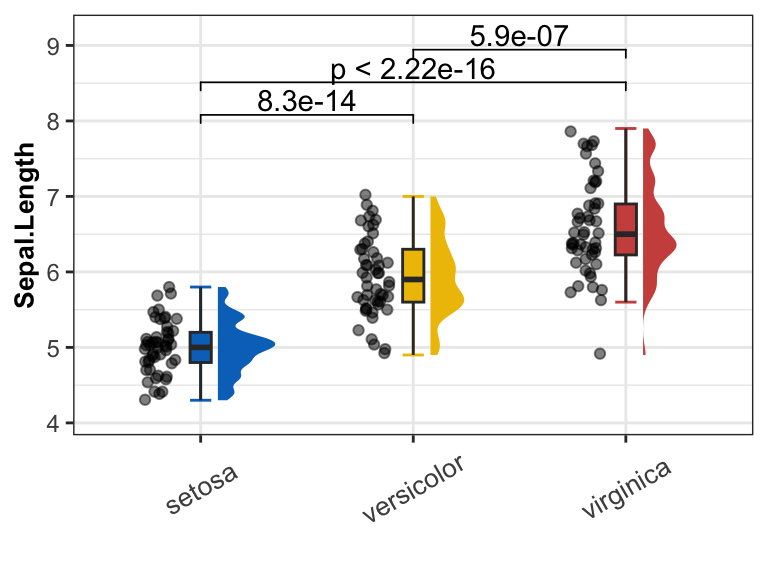 9
5.9e-07
p < 2.22e-16
8.3e-14
8
7
6
5
4
Sepal.Length
setosa
versicolor
virginica